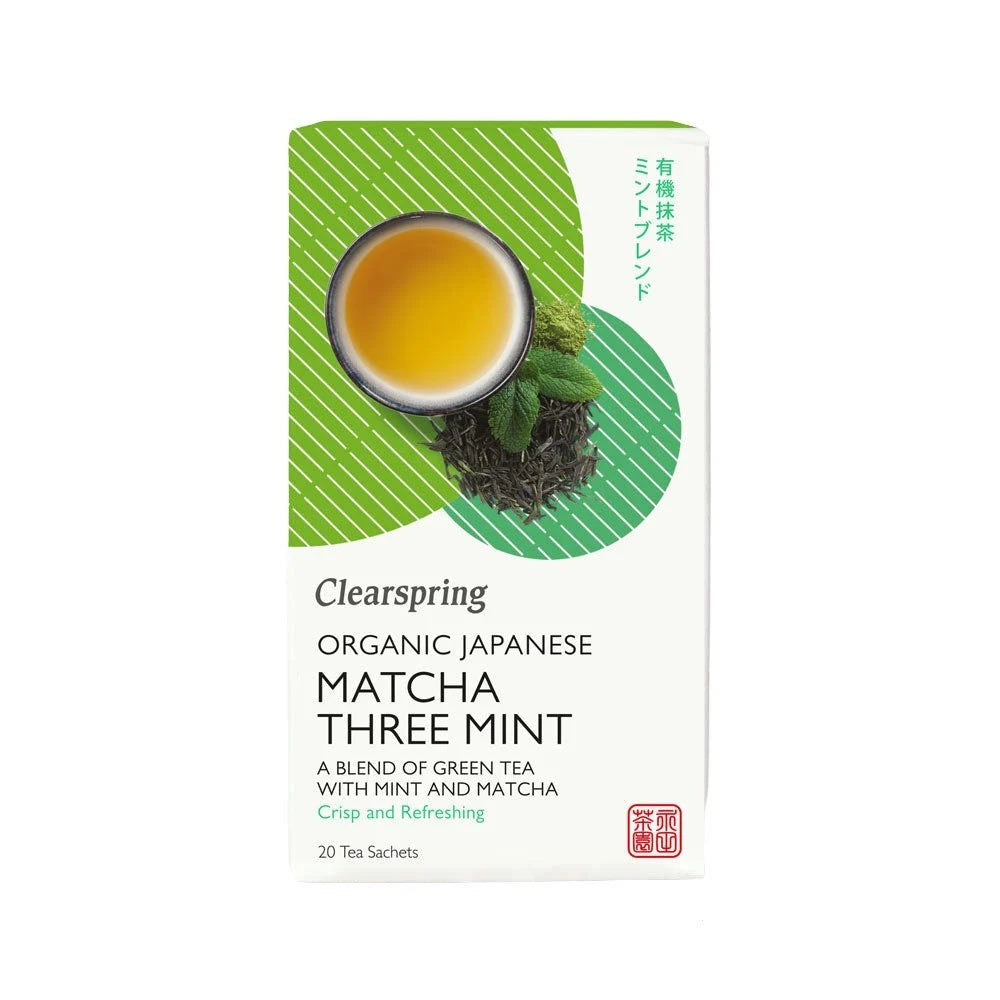 有機抹茶
ミントブレンド
Clearspring
ORGANIC JAPANESE
MATCHA
THREE MINT
A BLEND OF GREEN TEA
WITH MINT AND MATCHA
Crisp and Refreshing
20 Tea Sachets